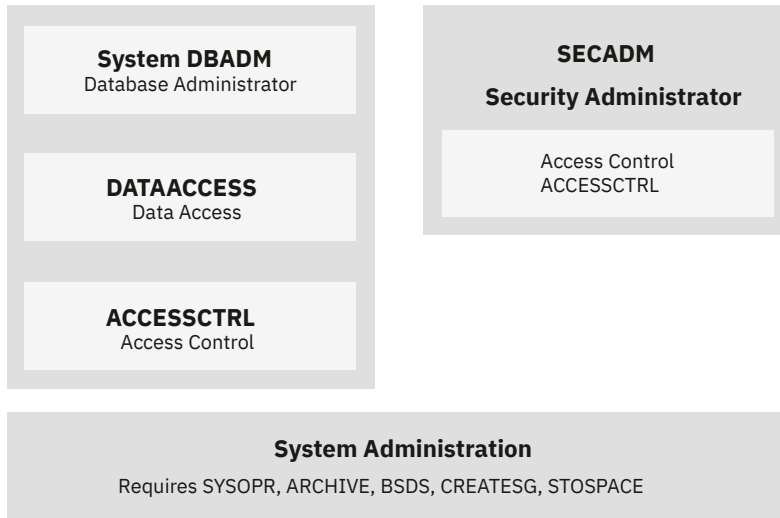 System DBADM
Database Administrator
DATAACCESS
Data Access
ACCESSCTRL
Access Control
SECADM
Security Administrator
Access Control
ACCESSCTRL
System Administration
Requires SYSOPR, ARCHIVE, BSDS, CREATESG, STOSPACE